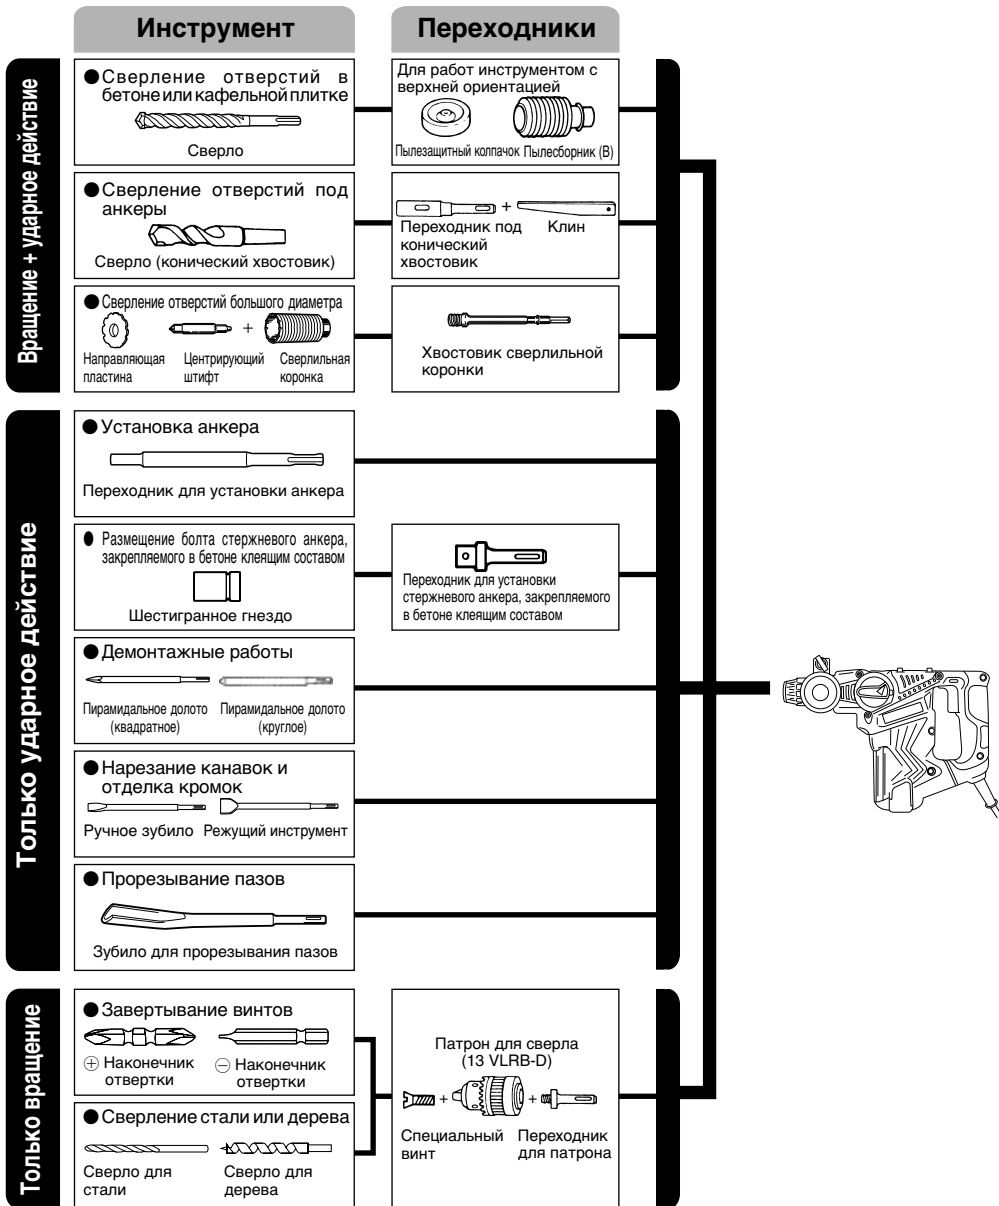 Инструмент
Переходники
Вращение + ударное действие
●Сверление отверстий в
бетоне или кафельной плитке
Сверло
Для работ инструментом с
верхней ориентацией
Пылезащитный колпачок Пылесборник (B)
●Сверление отверстий под
анкеры
Сверло (конический хвостовик)
+
Переходник под
конический
хвостовик
Клин
●Сверление отверстий большого диаметра
+
Направляющая
пластина
Центрирующий
штифт
Сверлильная
коронка
Хвостовик сверлильной
коронки
Только ударное действие
●Установка анкера
Переходник для установки анкера
● Размещение болта стержневого анкера,
закрепляемого в бетоне клеящим составом
Шестигранное гнездо
Переходник для установки
стержневого анкера, закрепляемого
в бетоне клеящим составом
●Демонтажные работы
Пирамидальное долото
(квадратное)
Пирамидальное долото
(круглое)
●Нарезание канавок и
отделка кромок
Ручное зубило Режущий инструмент
●Прорезывание пазов
Зубило для прорезывания пазов
Только вращение
●Завертывание винтов
⊕ Наконечник
отвертки
⊖ Наконечник
отвертки
●Сверление стали или дерева
Сверло для
стали
Сверло для
дерева
Патрон для сверла
(13 VLRB-D)
+ +
Специальный
винт
Переходник
для патрона